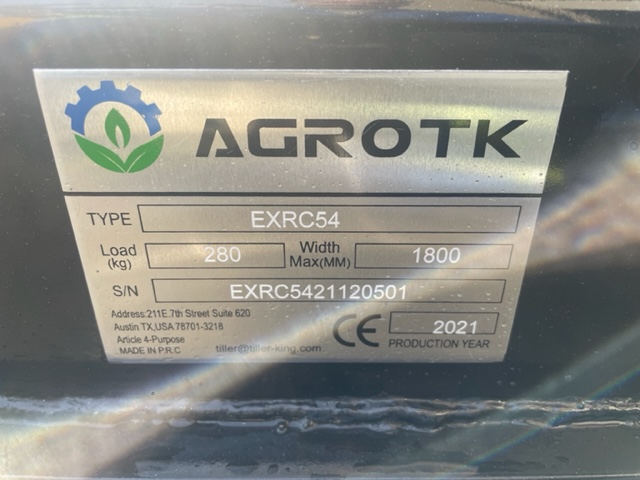 AGROTK
TYPE EXRC54
Load (kg) 280 Width Max(MM) 1800
S/N EXRC5421120501
Address:211E.7th Street Suite 620
Austin TX,USA 78701-3218
Article 4-Purpose
MADE IN P.R.C tiller@tiller-king.com
CE 2021
PRODUCTION YEAR